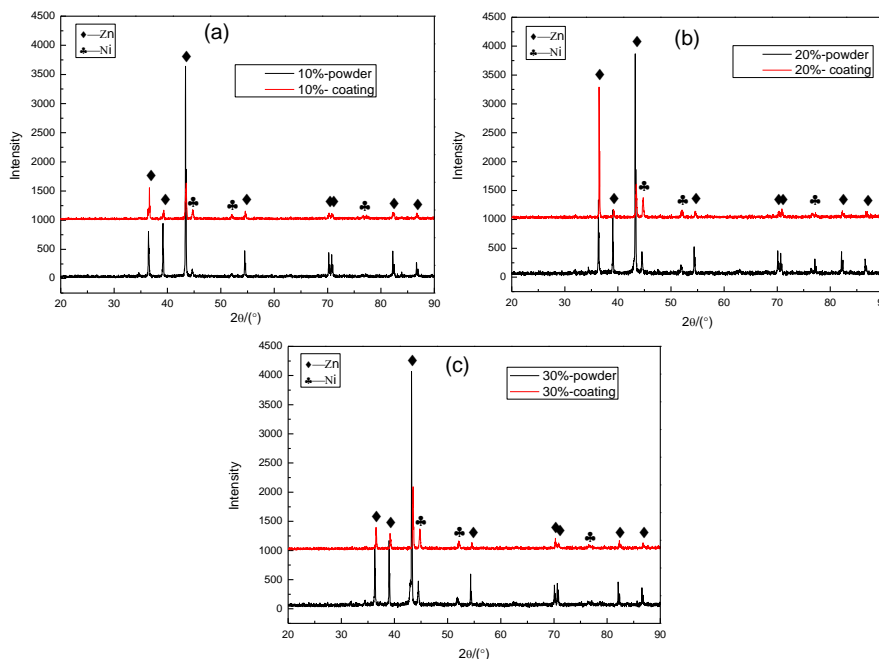 (a)
◆—Zn
♣—Ni
10%-powder
10%- coating
Intensity
4500
4000
3500
3000
2500
2000
1500
1000
500
0
20 30 40 50 60 70 80 90
2θ/(°)
(b)
◆—Zn
♣—Ni
20%-powder
20%- coating
Intensity
4500
4000
3500
3000
2500
2000
1500
1000
500
0
20 30 40 50 60 70 80 90
2θ/(°)
(c)
◆—Zn
♣—Ni
30%-powder
30%-coating
Intensity
4500
4000
3500
3000
2500
2000
1500
1000
500
0
20 30 40 50 60 70 80 90
2θ/(°)